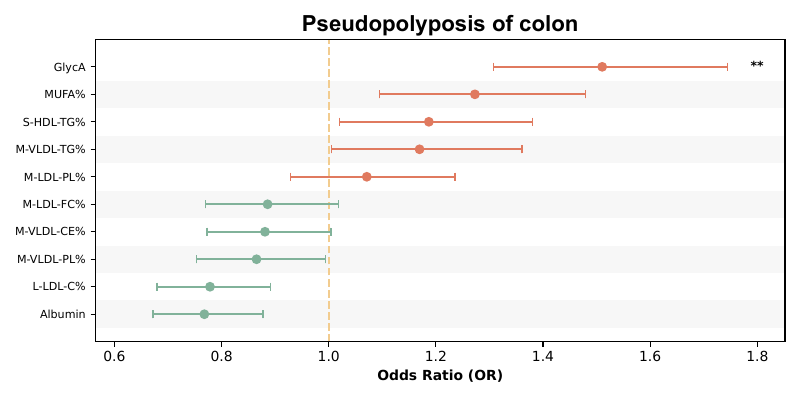 Pseudopolyposis of colon
GlycA
**
MUFA%
S-HDL-TG%
M-VLDL-TG%
M-LDL-PL%
M-LDL-FC%
M-VLDL-CE%
M-VLDL-PL%
L-LDL-C%
Albumin
0.6 0.8 1.0 1.2 1.4 1.6 1.8
Odds Ratio (OR)